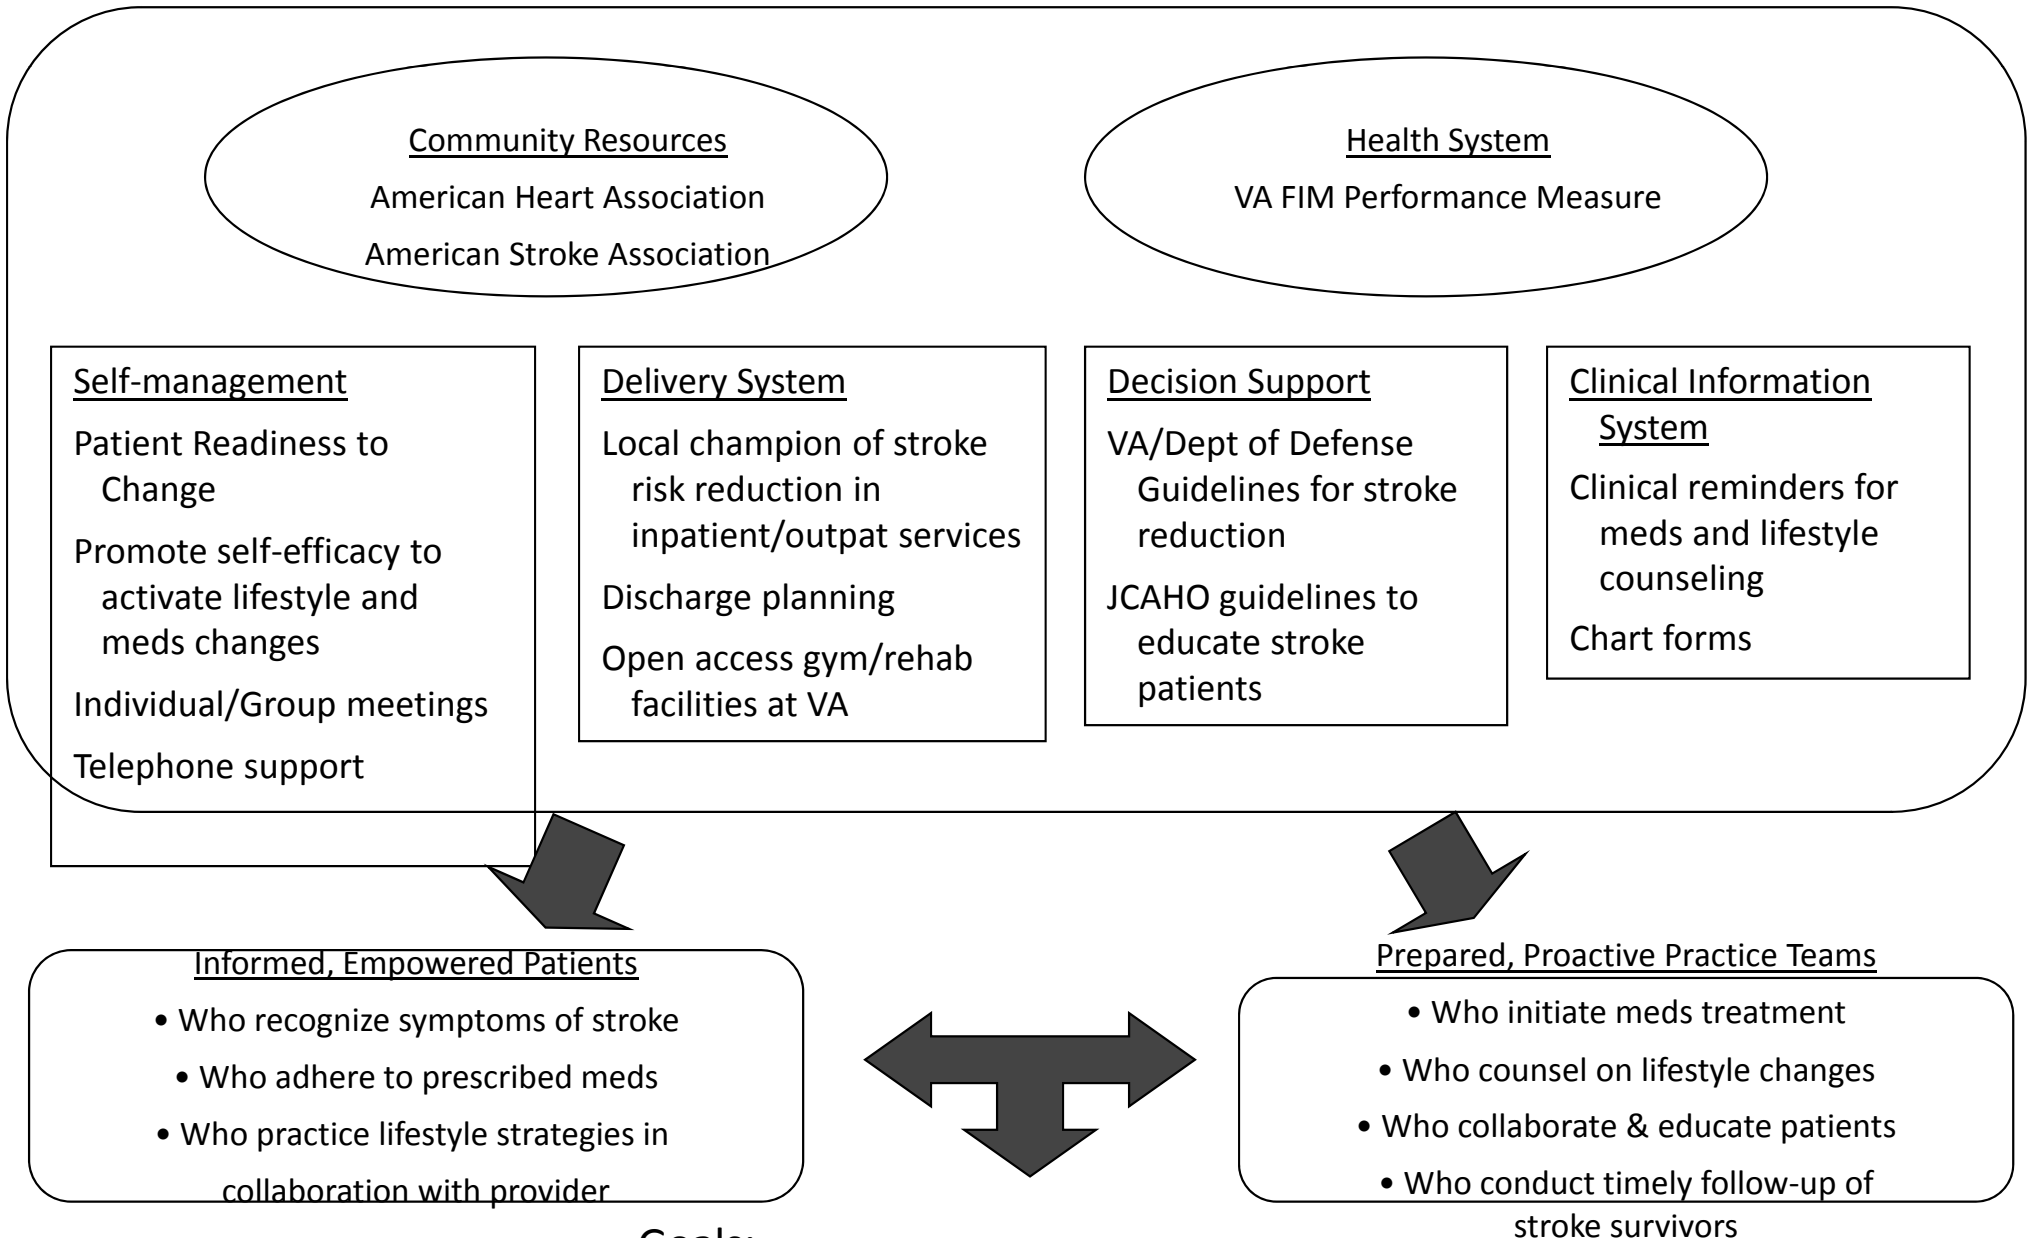 Community Resources
American Heart Association
American Stroke Association
Health System
VA FIM Performance Measure
Self-management
Patient Readiness to
Change
Promote self-efficacy to
activate lifestyle and
meds changes
Individual/Group meetings
Telephone support
Delivery System
Local champion of stroke
risk reduction in
inpatient/outpat services
Discharge planning
Open access gym/rehab
facilities at VA
Decision Support
VA/Dept of Defense
Guidelines for stroke
reduction
JCAHO guidelines to
educate stroke
patients
Clinical Information
System
Clinical reminders for
meds and lifestyle
counseling
Chart forms
Informed, Empowered Patients
• Who recognize symptoms of stroke
• Who adhere to prescribed meds
• Who practice lifestyle strategies in
collaboration with provider
Prepared, Proactive Practice Teams
• Who initiate meds treatment
• Who counsel on lifestyle changes
• Who collaborate & educate patients
• Who conduct timely follow-up of
stroke survivors
Goals: